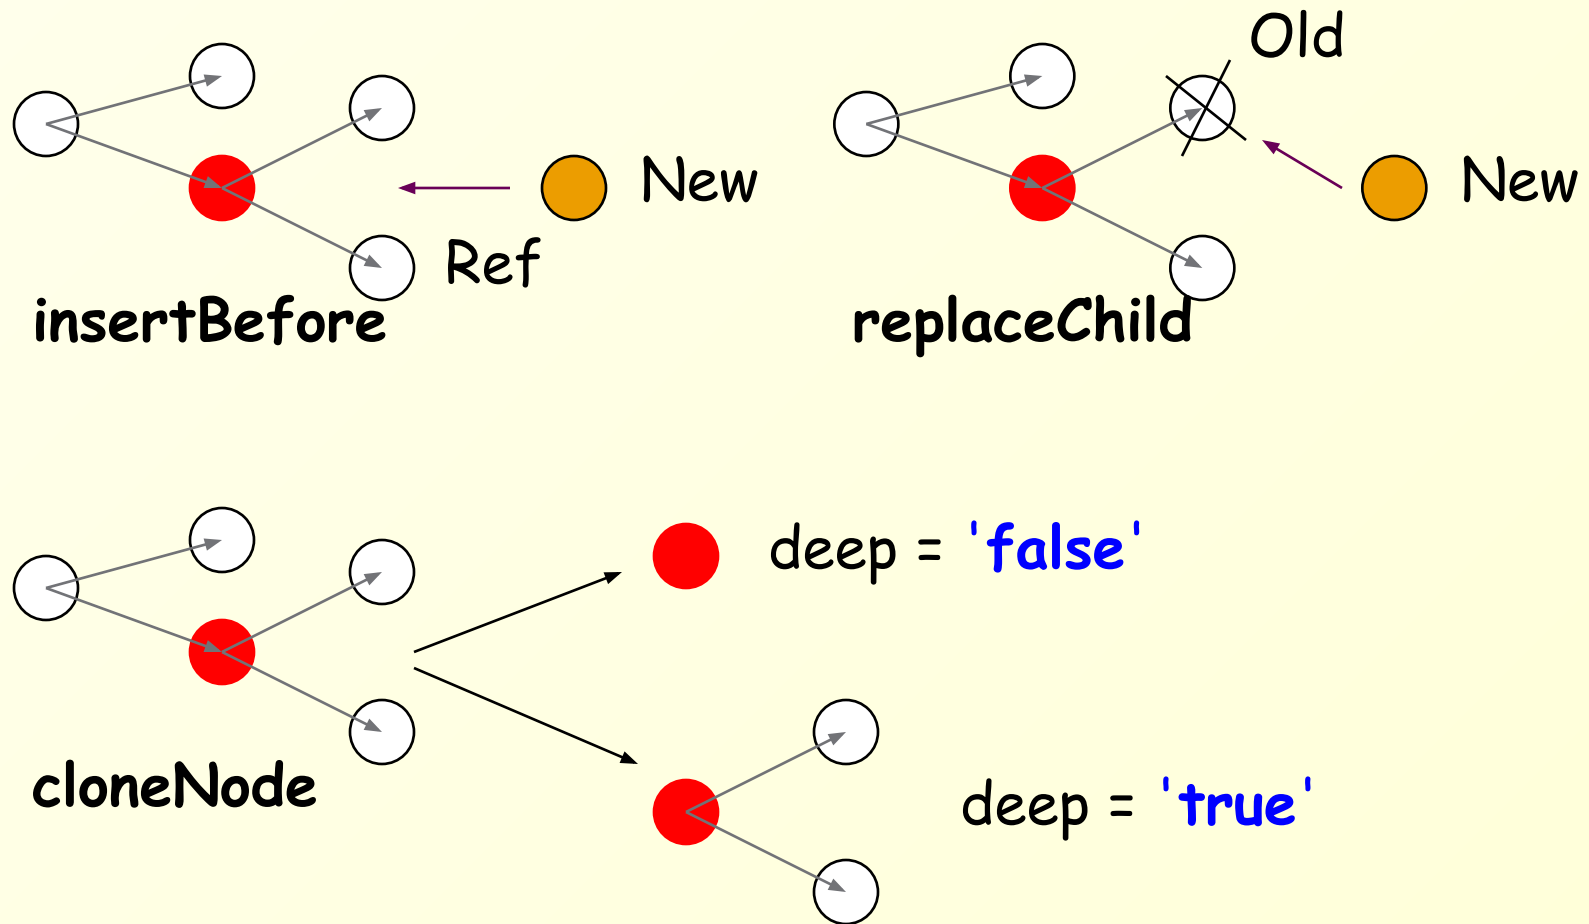 Old
New
New
Ref
insertBefore
replaceChild
deep = 'false'
cloneNode
deep = 'true'